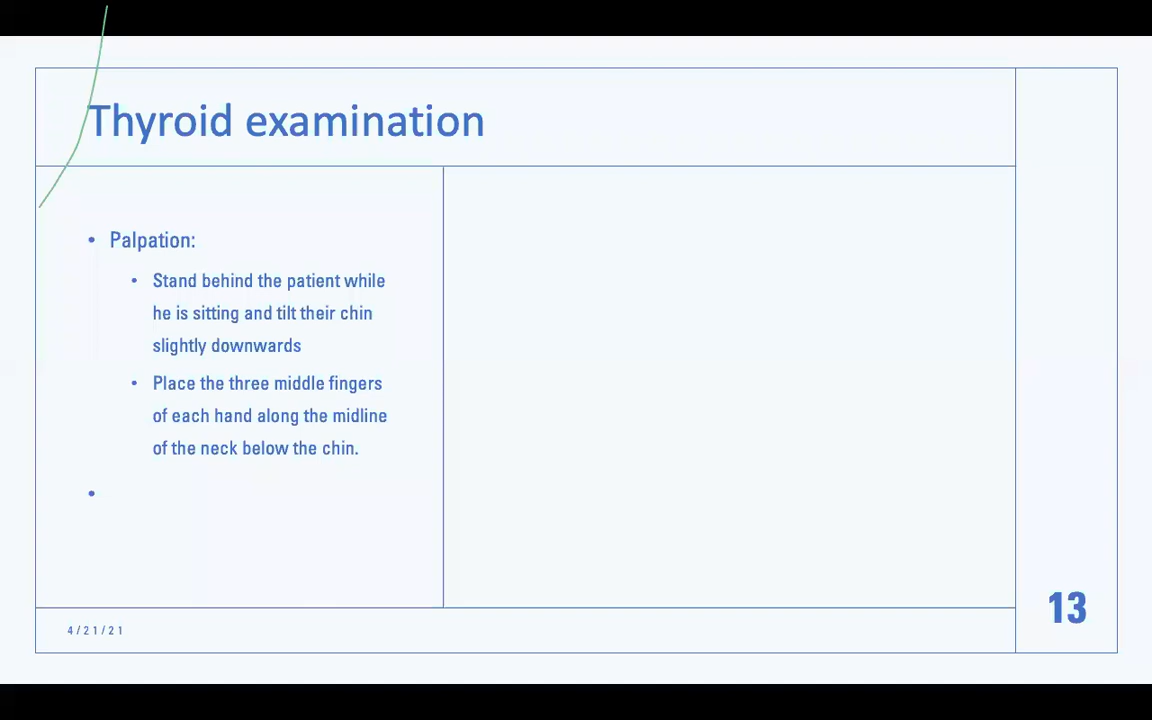 Thyroid examination
• Palpation:
• Stand behind the patient while
he is sitting and tilt their chin
slightly downwards
• Place the three middle fingers
of each hand along the midline
of the neck below the chin.
•
13
4/21/21